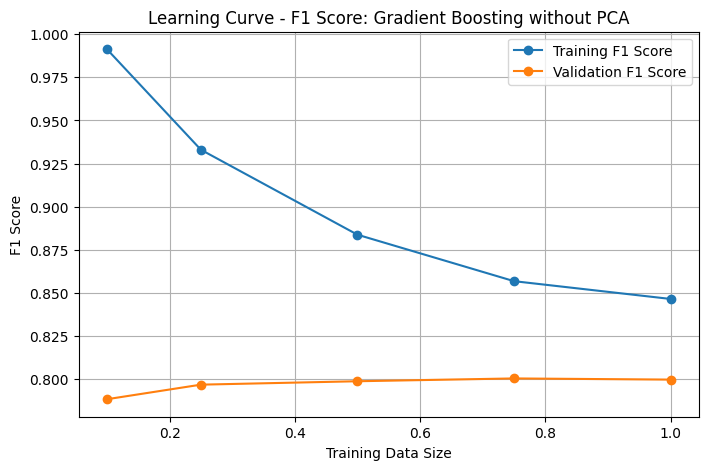 Learning Curve - F1 Score: Gradient Boosting without PCA
Training F1 Score
Validation F1 Score
F1 Score
1.000
0.975
0.950
0.925
0.900
0.875
0.850
0.825
0.800
0.2
0.4
0.6
0.8
1.0
Training Data Size